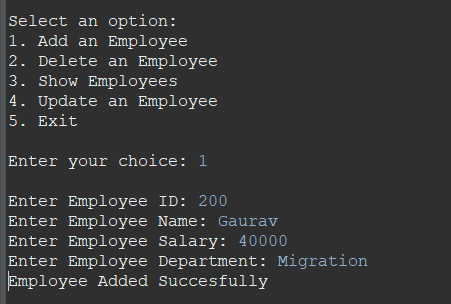 Select an option:
1. Add an Employee
2. Delete an Employee
3. Show Employees
4. Update an Employee
5. Exit
Enter your choice: 1
Enter Employee ID: 200
Enter Employee Name: Gaurav
Enter Employee Salary: 40000
Enter Employee Department: Migration
Employee Added Succesfully